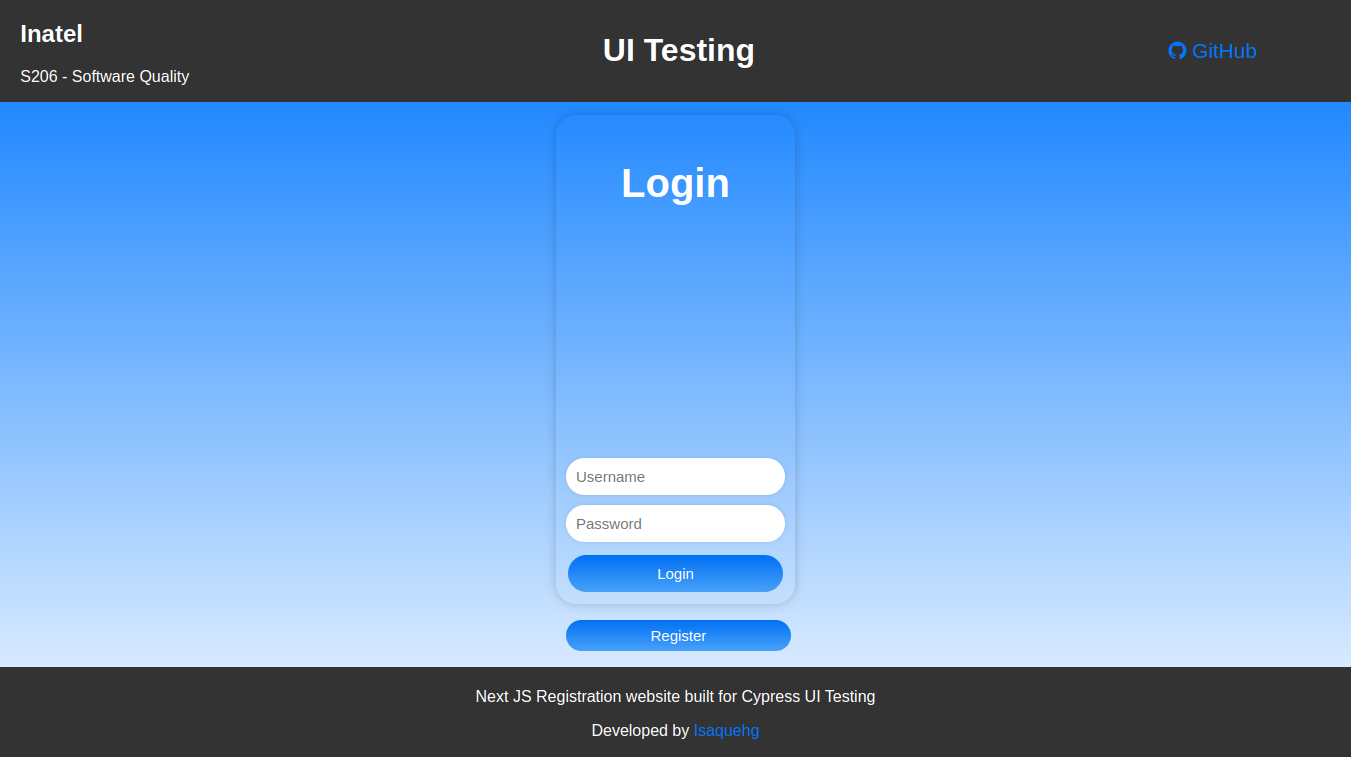 Inatel
S206 - Software Quality
UI Testing
GitHub
Login
Username
Password
Login
Register
Next JS Registration website built for Cypress UI Testing
Developed by Isaquehg